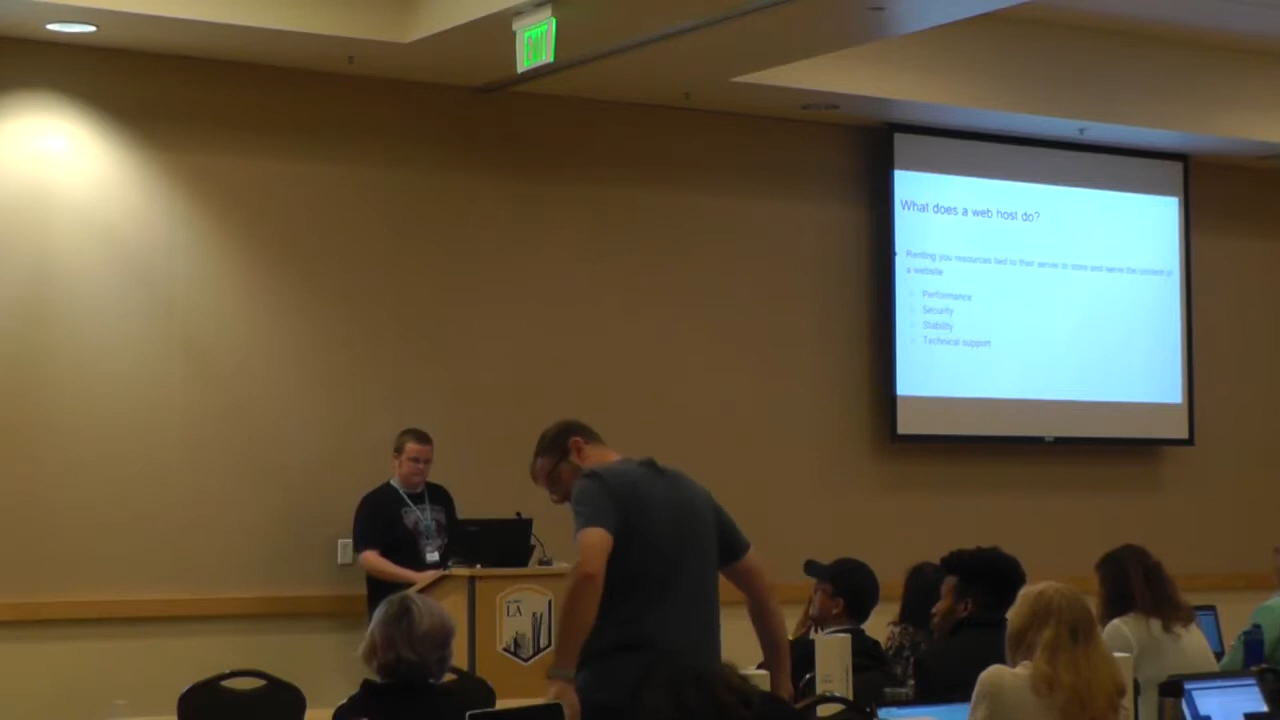 EXIT
What does a web host do?
Renting you resources tied to their server to store and serve the content of
a website
Performance
Security
Stability
Technical support
LA